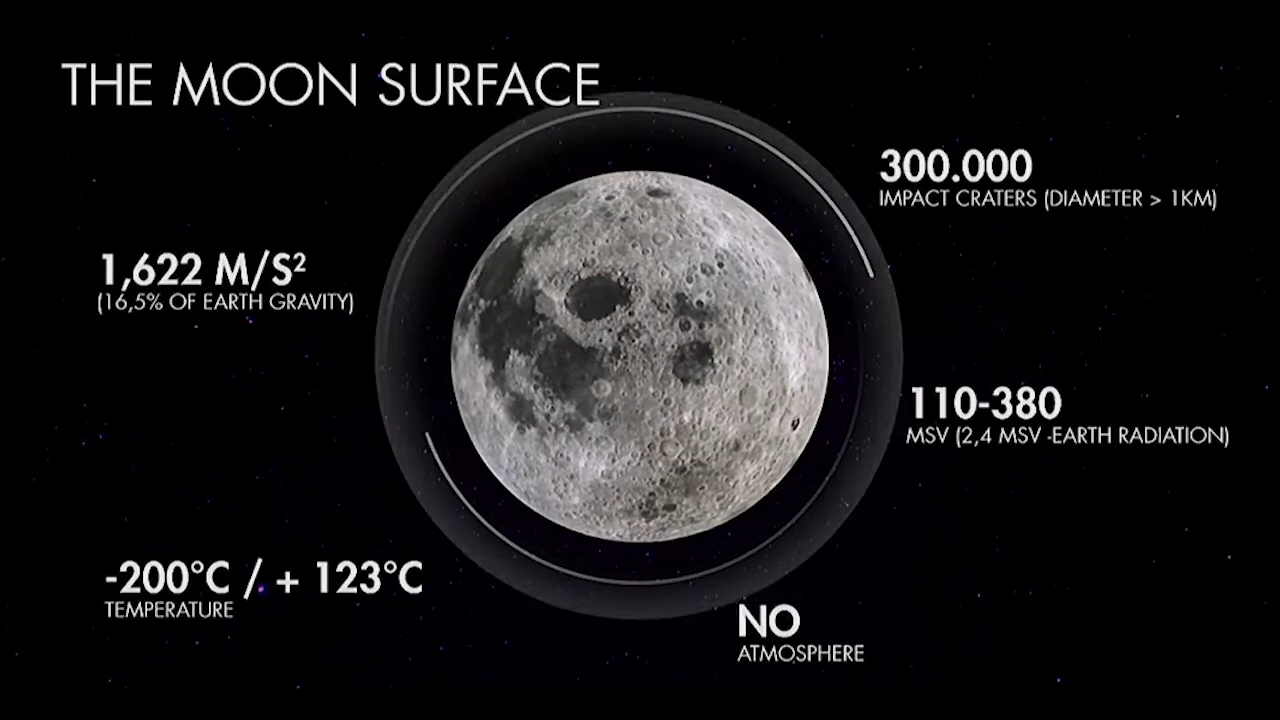 THE MOON SURFACE
300.000
IMPACT CRATERS (DIAMETER > 1KM)
1,622 M/S²
(16,5% OF EARTH GRAVITY)
110-380
MSV (2,4 MSV -EARTH RADIATION)
-200°C / + 123°C
TEMPERATURE
NO
ATMOSPHERE